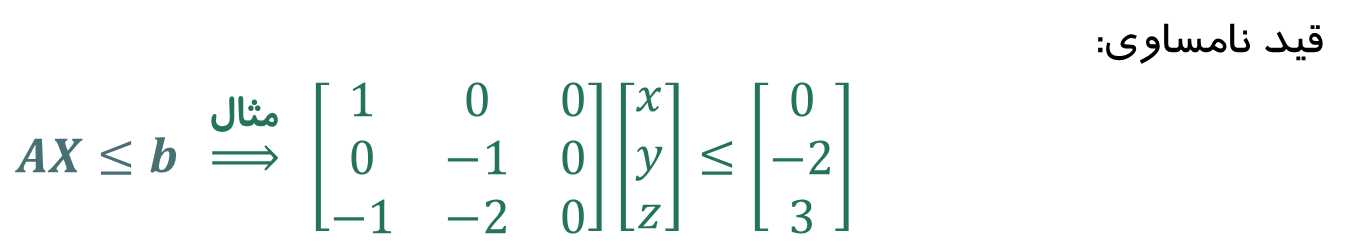 قید نامساوی:
مثال
AX ≤ b ⟹ [1 0 0; 0 −1 0; −1 −2 0] [x; y; z] ≤ [0; −2; 3]